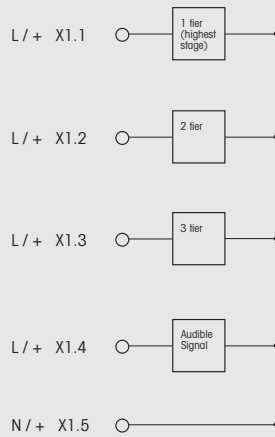 L / +   X1.1
1 tier
(highest
stage)
L / +   X1.2
2 tier
L / +   X1.3
3 tier
L / +   X1.4
Audible
Signal
N / +   X1.5